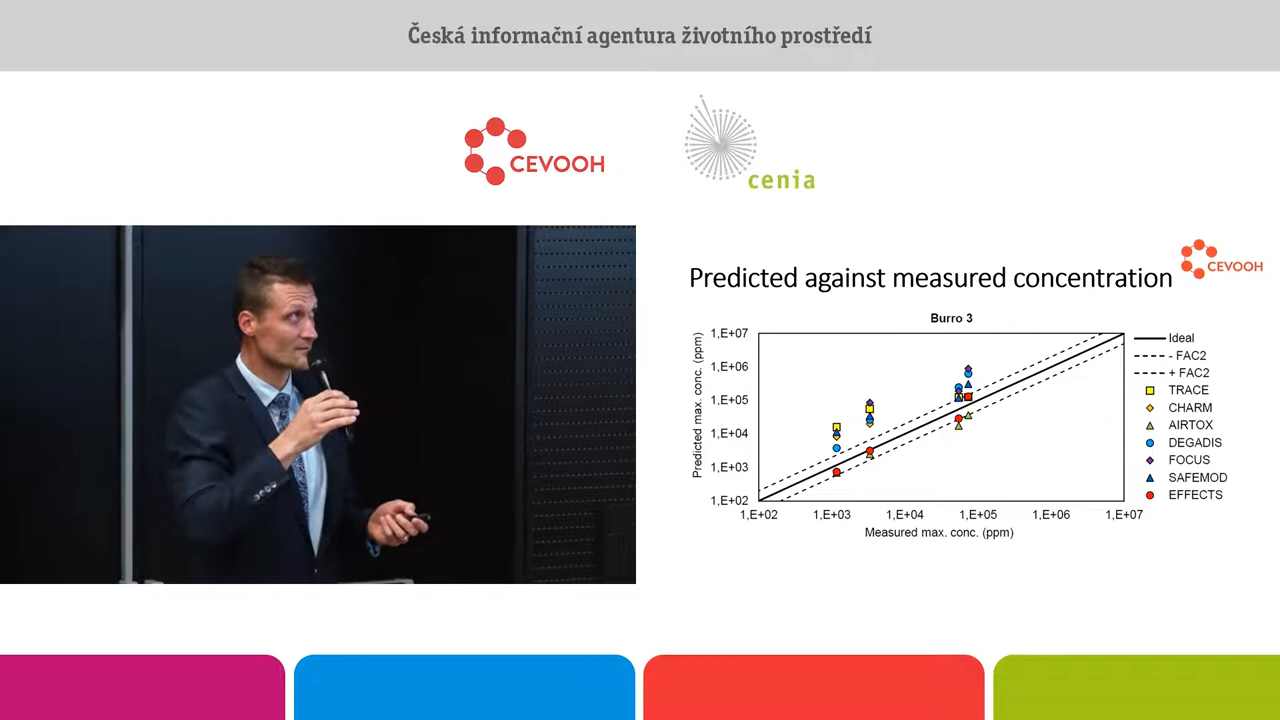 Česká informační agentura životního prostředí
CEVOOH
cenia
CEVOOH
Predicted against measured concentration
Burro 3
Predicted max. conc. (ppm)
1,E+07
1,E+06
1,E+05
1,E+04
1,E+03
1,E+02
1,E+02 1,E+03 1,E+04 1,E+05 1,E+06 1,E+07
Measured max. conc. (ppm)
Ideal
- FAC2
+ FAC2
TRACE
CHARM
AIRTOX
DEGADIS
FOCUS
SAFEMOD
EFFECTS